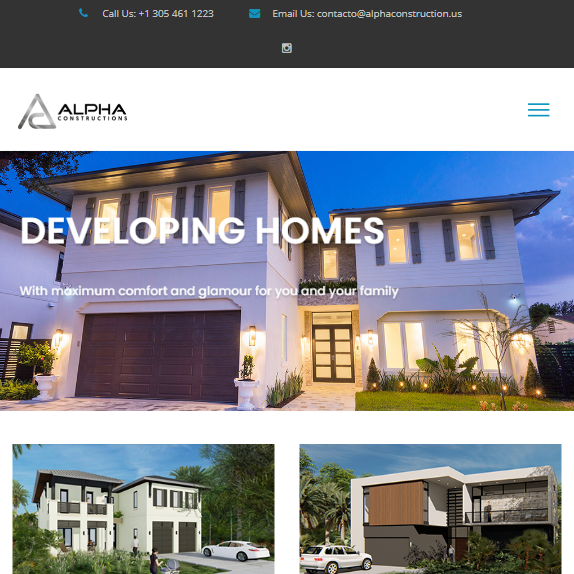 Call Us: +1 305 461 1223
Email Us: contacto@alphaconstruction.us
ALPHA
CONSTRUCTIONS
DEVELOPING HOMES
With maximum comfort and glamour for you and your family